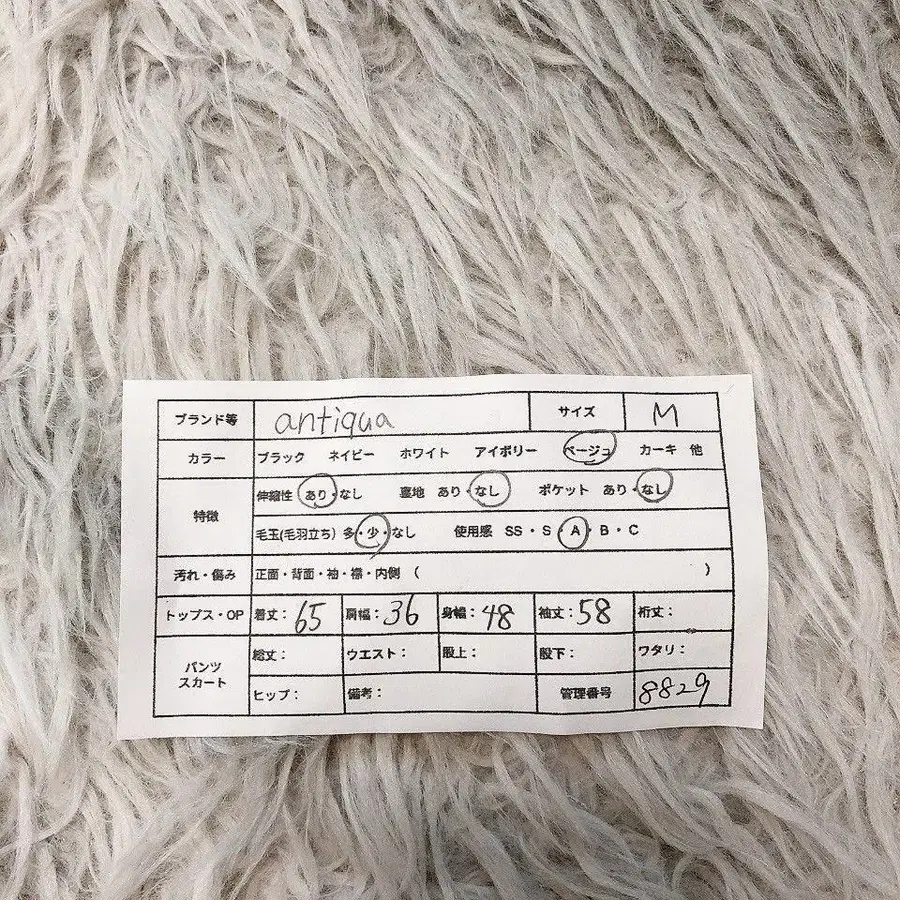 ブランド等 antiqua サイズ M
カラー ブラック ネイビー ホワイト アイボリー ベージュ カーキ 他
特徴 伸縮性 あり・なし 裏地 あり・なし ポケット あり・なし
毛玉(毛羽立ち) 多・少・なし 使用感 SS・S・A・B・C
汚れ・傷み 正面・背面・袖・襟・内側 ( )
トップス・OP 着丈: 65 肩幅: 36 身幅: 48 袖丈: 58 裄丈:
パンツ スカート 総丈: ウエスト: 股上: 股下: ワタリ:
ヒップ: 備考: 管理番号 8829